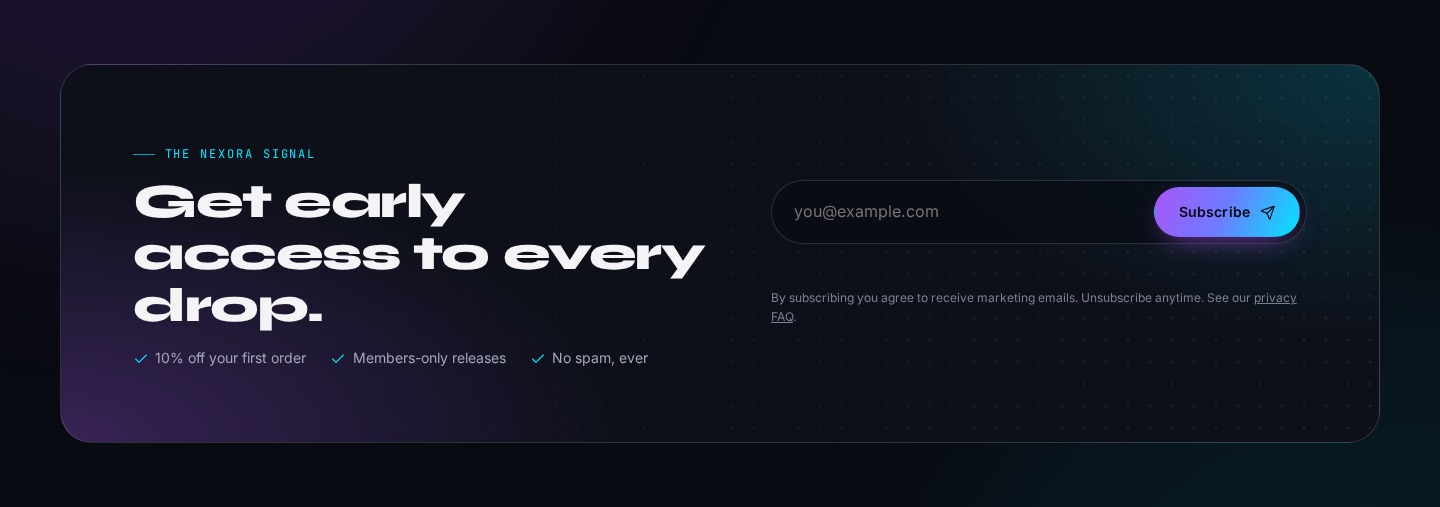 THE NEXORA SIGNAL
Get early
access to every
drop.
10% off your first order
Members-only releases
No spam, ever
you@example.com
Subscribe
By subscribing you agree to receive marketing emails. Unsubscribe anytime. See our privacy
FAQ.